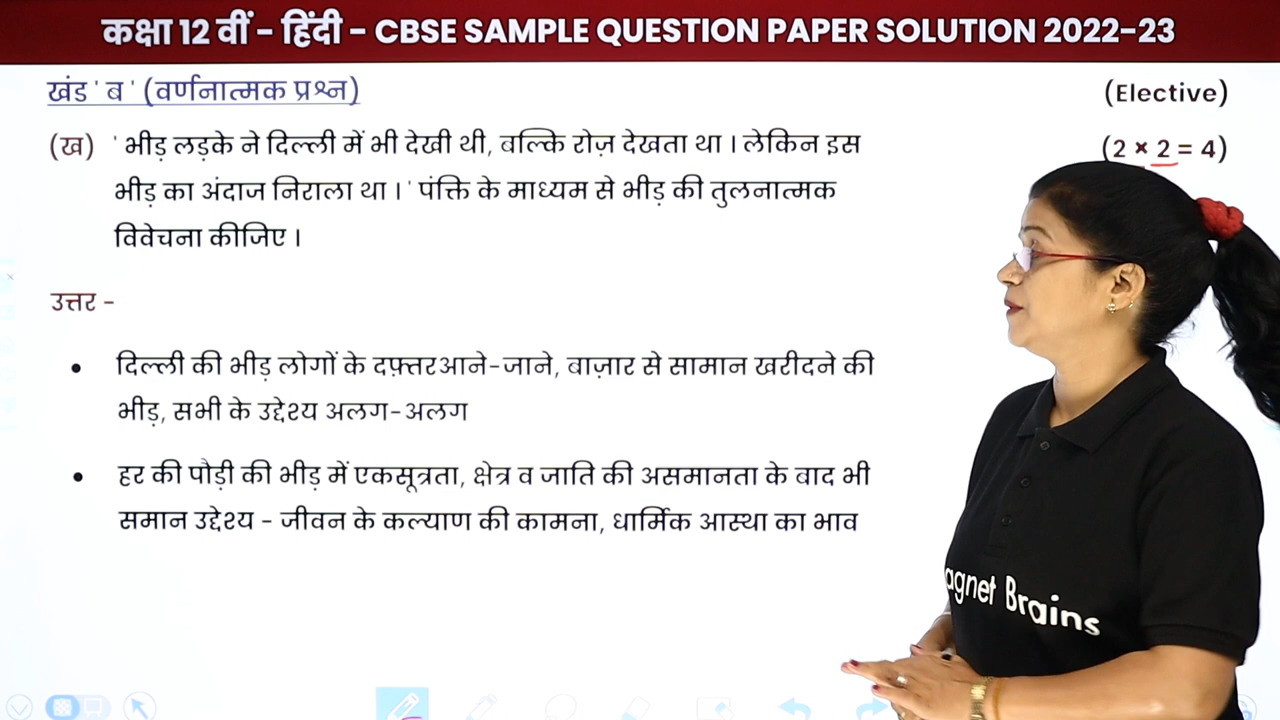 कक्षा 12 वीं - हिंदी - CBSE SAMPLE QUESTION PAPER SOLUTION 2022-23
खंड ' ब ' (वर्णनात्मक प्रश्न)
(Elective)
(ख) ' भीड़ लड़के ने दिल्ली में भी देखी थी, बल्कि रोज़ देखता था । लेकिन इस
(2 × 2 = 4)
भीड़ का अंदाज निराला था । ' पंक्ति के माध्यम से भीड़ की तुलनात्मक
विवेचना कीजिए ।
उत्तर -
• दिल्ली की भीड़ लोगों के दफ़्तरआने-जाने, बाज़ार से सामान खरीदने की
भीड़, सभी के उद्देश्य अलग-अलग
• हर की पौड़ी की भीड़ में एकसूत्रता, क्षेत्र व जाति की असमानता के बाद भी
समान उद्देश्य - जीवन के कल्याण की कामना, धार्मिक आस्था का भाव
agnet Brains